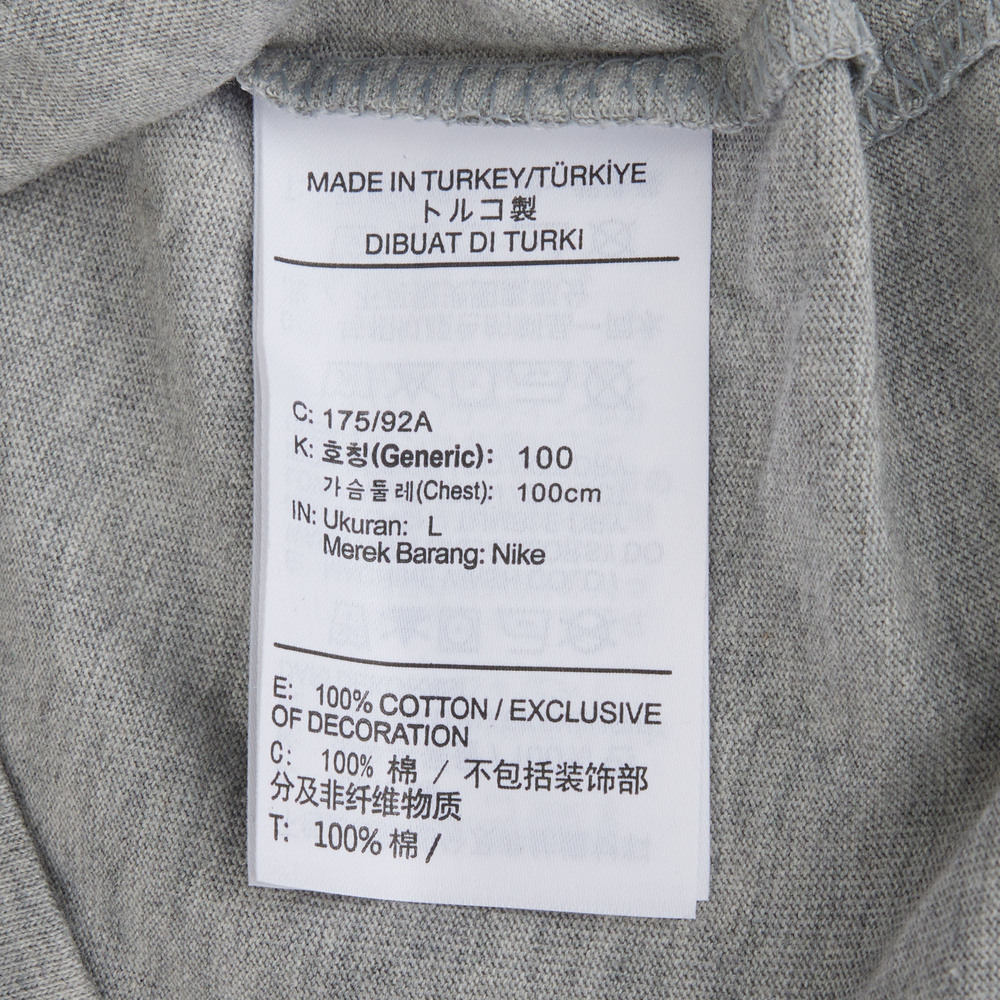 MADE IN TURKEY/TÜRKİYE
トルコ製
DIBUAT DI TURKI
C: 175/92A
K: 호칭(Generic): 100
가슴둘레(Chest): 100cm
IN: Ukuran: L
Merek Barang: Nike
E: 100% COTTON / EXCLUSIVE
OF DECORATION
C: 100% 棉 / 不包括装饰部
分及非纤维物质
T: 100% 棉 /